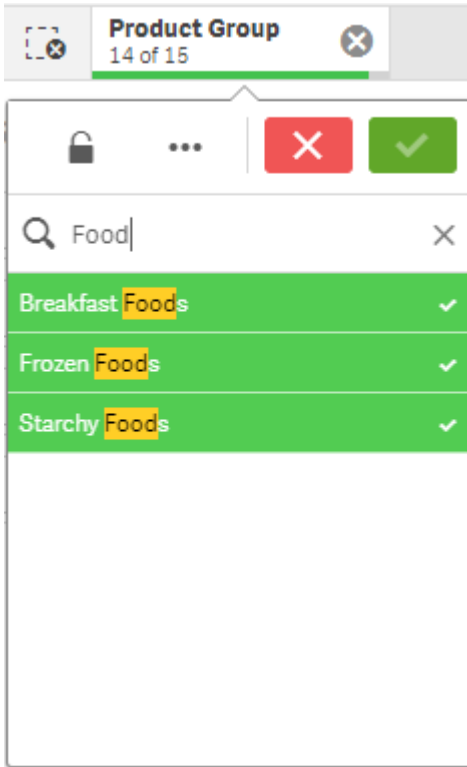 Product Group
14 of 15
Food
Breakfast Foods
Frozen Foods
Starchy Foods